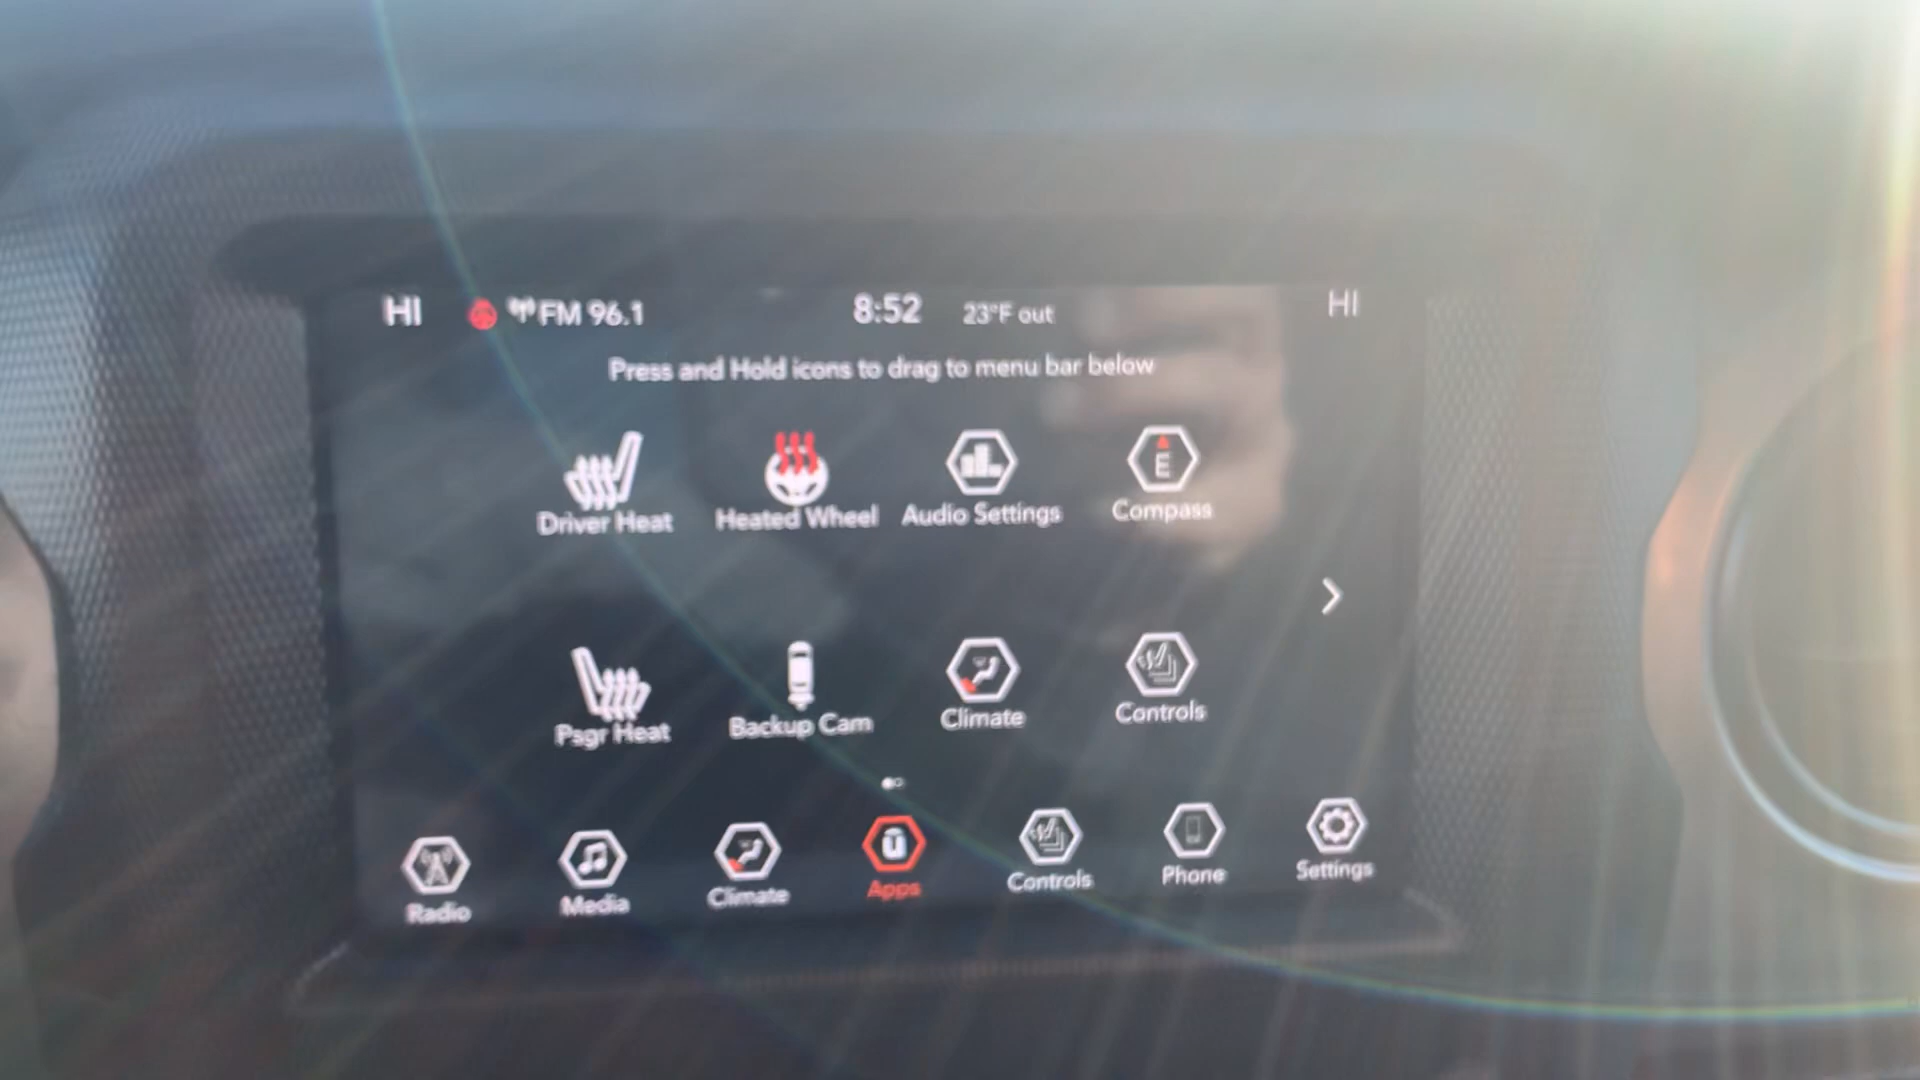 HI FM 96.1 8:52 23°F out HI
Press and Hold icons to drag to menu bar below
Driver Heat Heated Wheel Audio Settings E Compass
Psgr Heat Backup Cam Climate Controls
Radio Media Climate Apps Controls Phone Settings